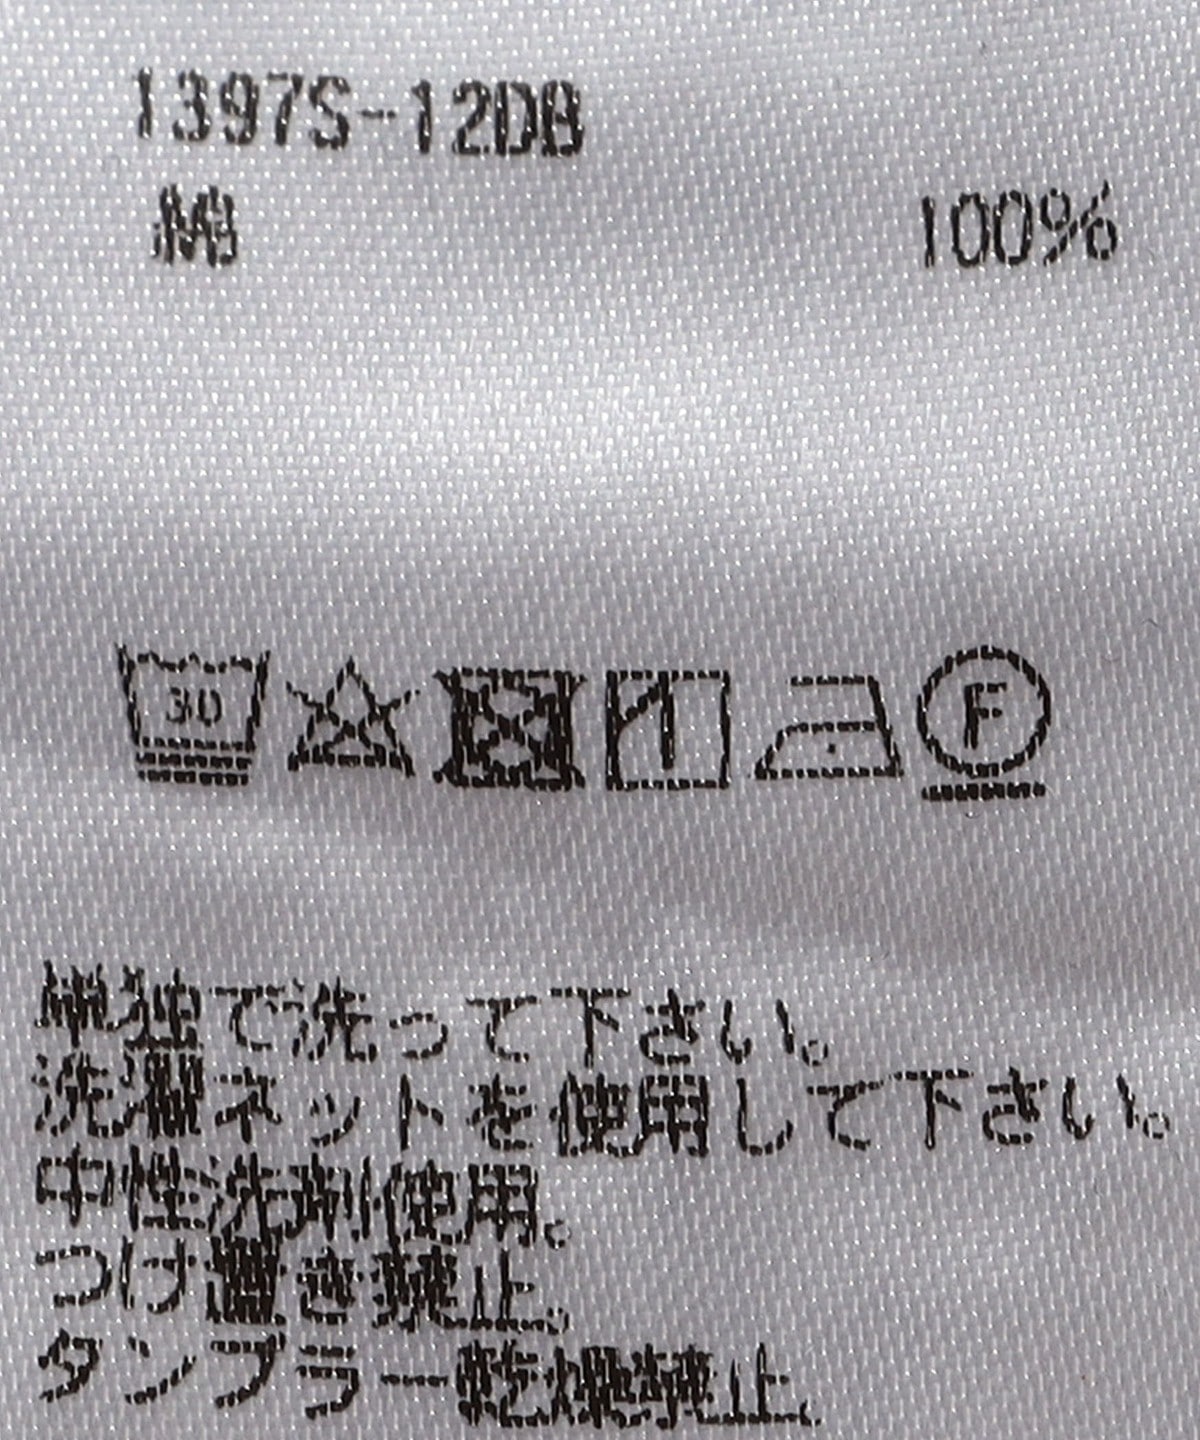 1397S-12DB
綿 100%
30 F
単独で洗って下さい。
洗濯ネットを使用して下さい。
中性洗剤使用。
つけ置き禁止。
タンブラー乾燥禁止。